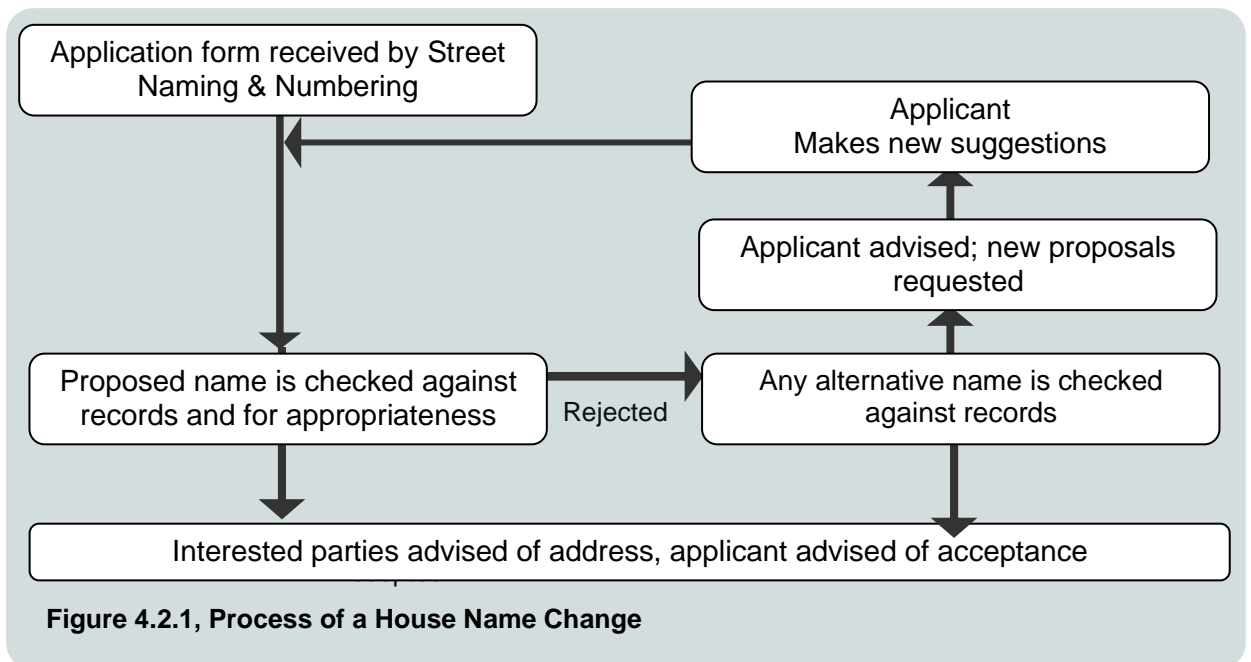 Application form received by Street
Naming & Numbering
Applicant
Makes new suggestions
Applicant advised; new proposals
requested
Proposed name is checked against
records and for appropriateness
Rejected
Any alternative name is checked
against records
Interested parties advised of address, applicant advised of acceptance
Figure 4.2.1, Process of a House Name Change